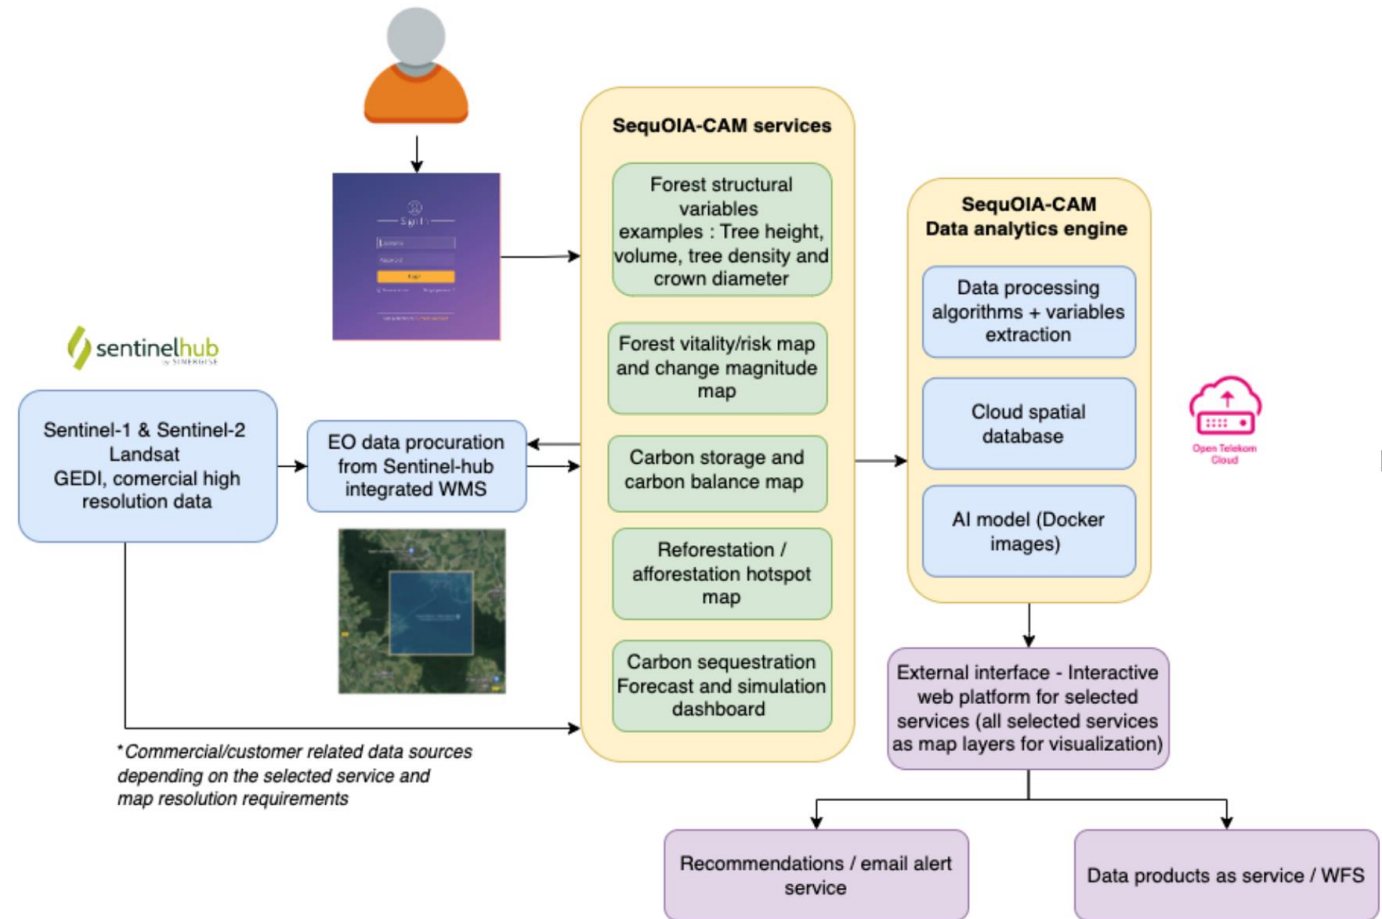 SequOIA-CAM services
Forest structural
variables
examples : Tree height,
volume, tree density and
crown diameter
Forest vitality/risk map
and change magnitude
map
Carbon storage and
carbon balance map
Reforestation /
afforestation hotspot
map
Carbon sequestration
Forecast and simulation
dashboard
Sign In
sentinelhub
by SINERGISE
Sentinel-1 & Sentinel-2
Landsat
GEDI, comercial high
resolution data
EO data procuration
from Sentinel-hub
integrated WMS
*Commercial/customer related data sources
depending on the selected service and
map resolution requirements
SequOIA-CAM
Data analytics engine
Data processing
algorithms + variables
extraction
Cloud spatial
database
AI model (Docker
images)
Open Telekom
Cloud
External interface - Interactive
web platform for selected
services (all selected services
as map layers for visualization)
Recommendations / email alert
service
Data products as service / WFS